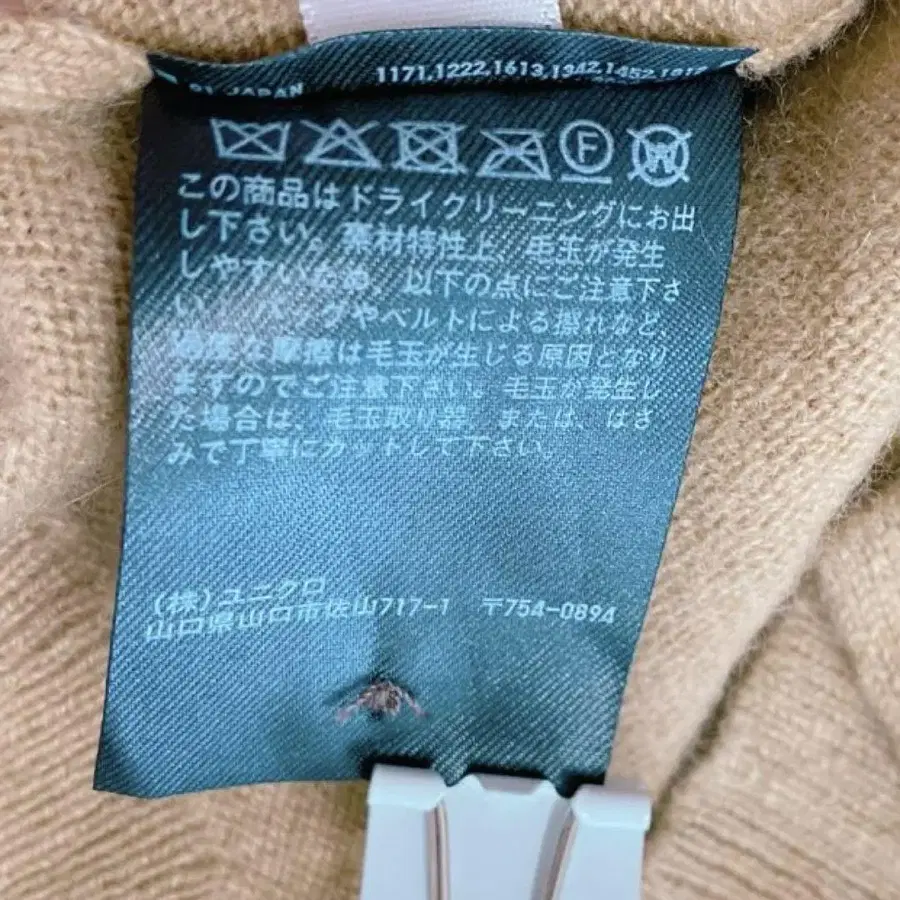 01 JAPAN 1171,1222,1613,1342,1452,1818
F W
この商品はドライクリーニングにお出
し下さい。素材特性上、毛玉が発生
しやすいため、以下の点にご注意下さ
い。バッグやベルトによる擦れなど、
過度な摩擦は毛玉が生じる原因となり
ますのでご注意下さい。毛玉が発生し
た場合は、毛玉取り器、または、はさ
みで丁寧にカットして下さい。
(株)ユニクロ
山口県山口市佐山717-1 〒754-0894